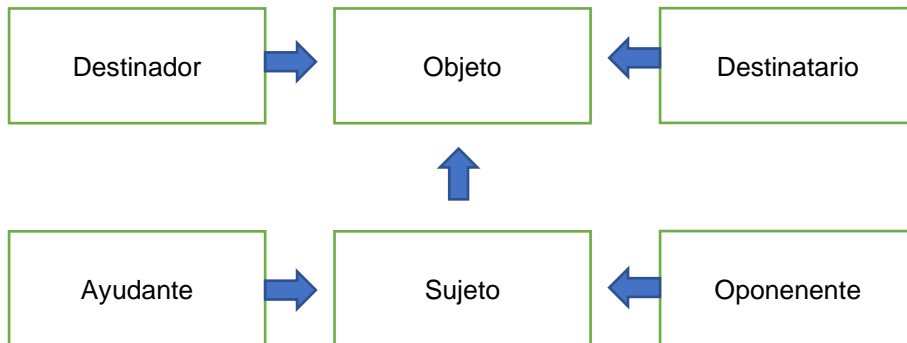 Destinador
Objeto
Destinatario
Ayudante
Sujeto
Oponenente